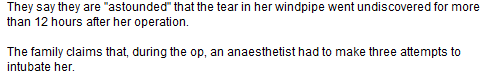 They say they are "astounded" that the tear in her windpipe went undiscovered for more
than 12 hours after her operation.
The family claims that, during the op, an anaesthetist had to make three attempts to
intubate her.